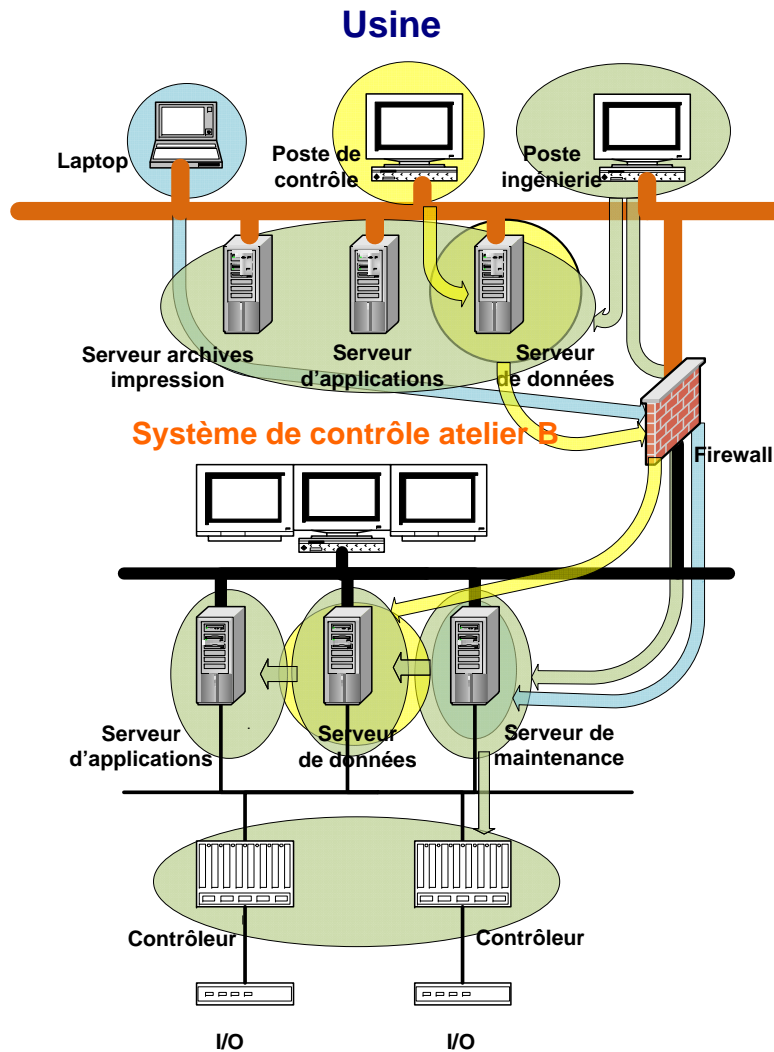 Usine
Laptop
Poste de
contrôle
Poste
ingénierie
Serveur archives
impression
Serveur
d'applications
Serveur
de données
Système de contrôle atelier B
Firewall
Serveur
d'applications
Serveur
de données
Serveur de
maintenance
Contrôleur
Contrôleur
I/O
I/O